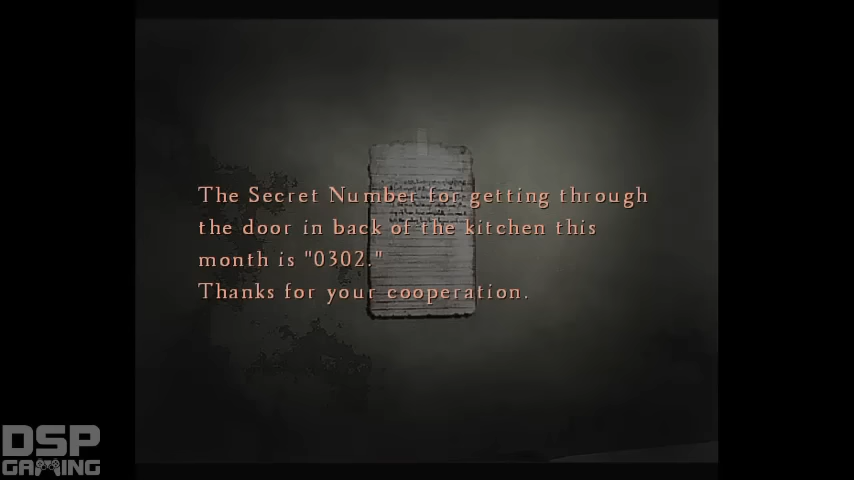 The Secret Number for getting through
the door in back of the kitchen this
month is "0302."
Thanks for your cooperation.
DSP
GAMING